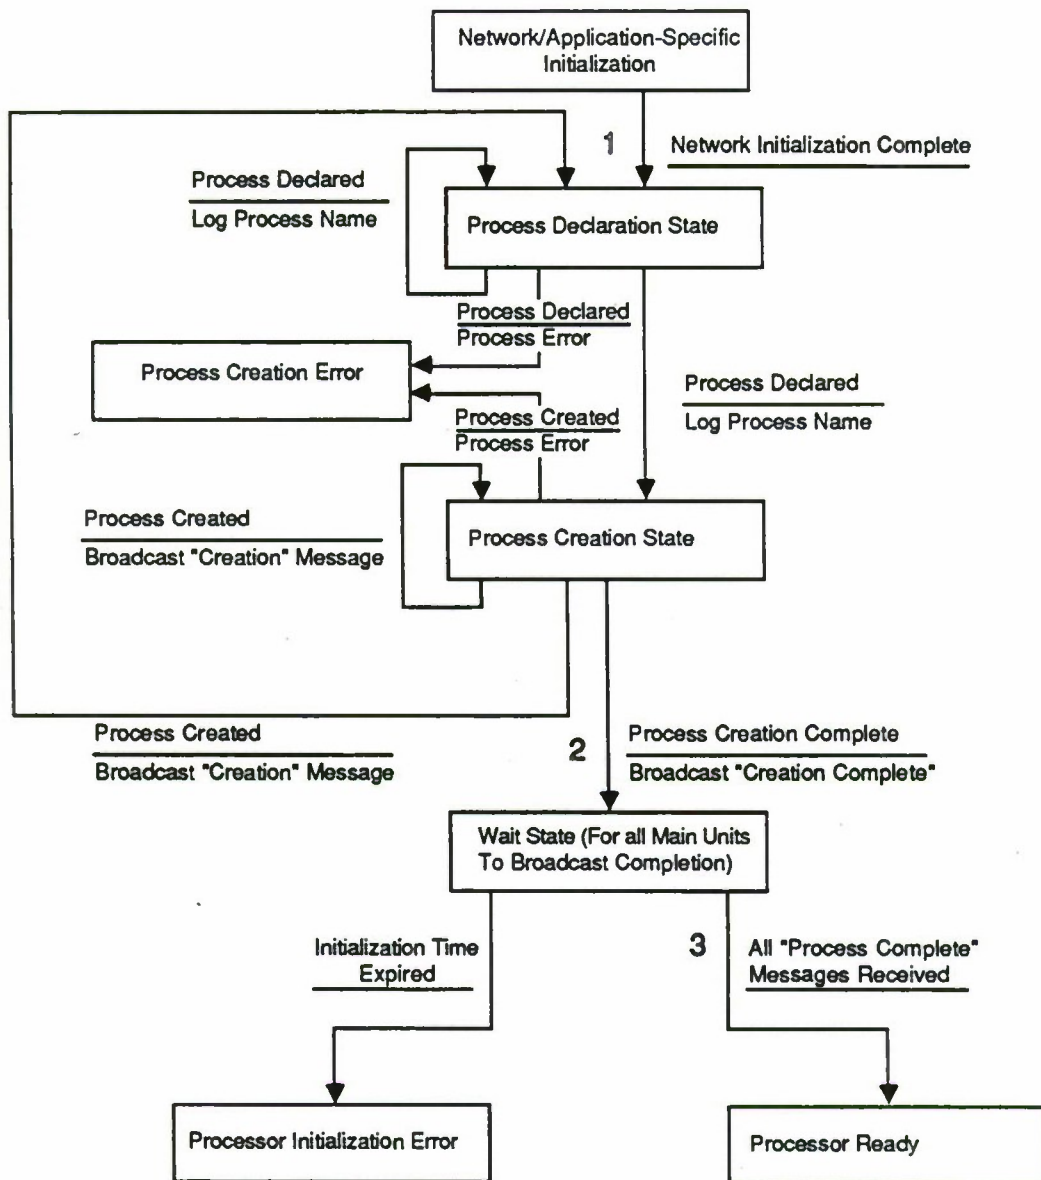 Network/Application-Specific
Initialization
1
Network Initialization Complete
Process Declared
Log Process Name
Process Declaration State
Process Declared
Process Error
Process Creation Error
Process Declared
Log Process Name
Process Created
Process Error
Process Created
Broadcast "Creation" Message
Process Creation State
Process Created
Broadcast "Creation" Message
2
Process Creation Complete
Broadcast "Creation Complete"
Wait State (For all Main Units
To Broadcast Completion)
Initialization Time
Expired
3
All "Process Complete"
Messages Received
Processor Initialization Error
Processor Ready